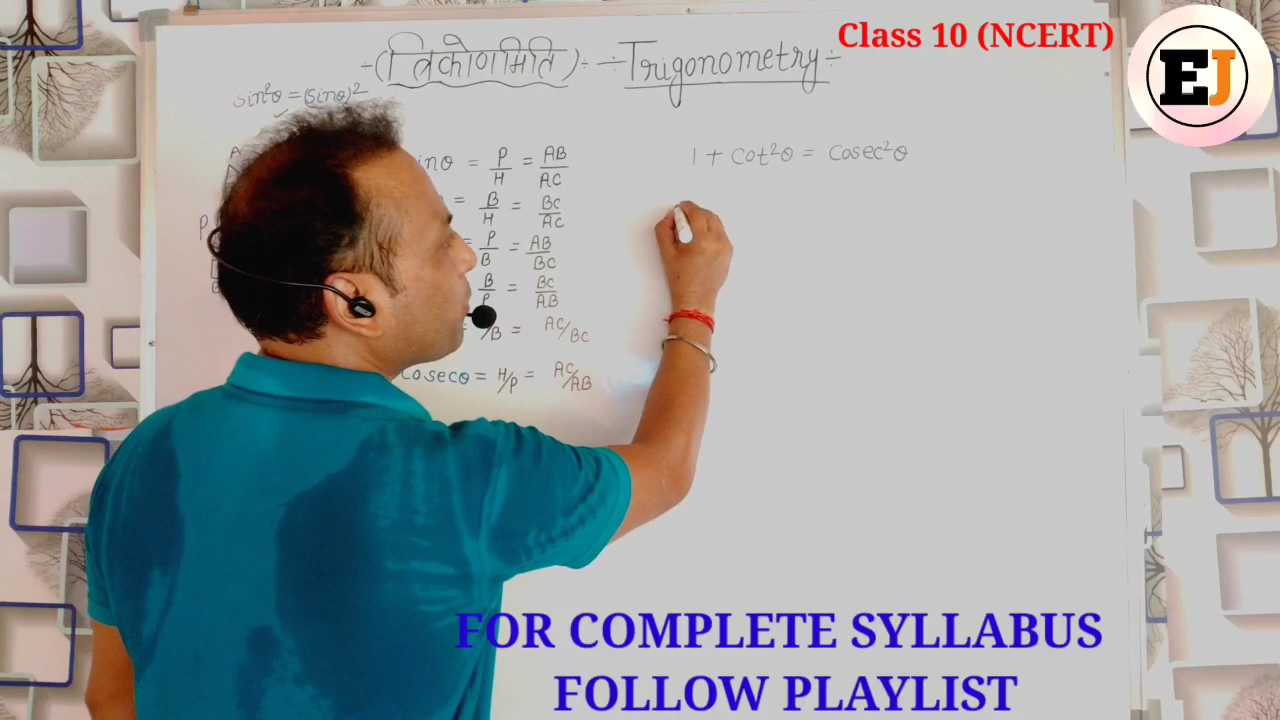 Class 10 (NCERT)
EJ
÷(त्रिकोणमिति)÷ ÷Trigonometry÷
sin²θ = (sinθ)²
A
1 + cot²θ = cosec²θ
inθ = P/H = AB/AC
= B/H = BC/AC
P
= P/B = AB/BC
B/P = BC/AB
/B = AC/BC
cosecθ = H/P = AC/AB
FOR COMPLETE SYLLABUS
FOLLOW PLAYLIST